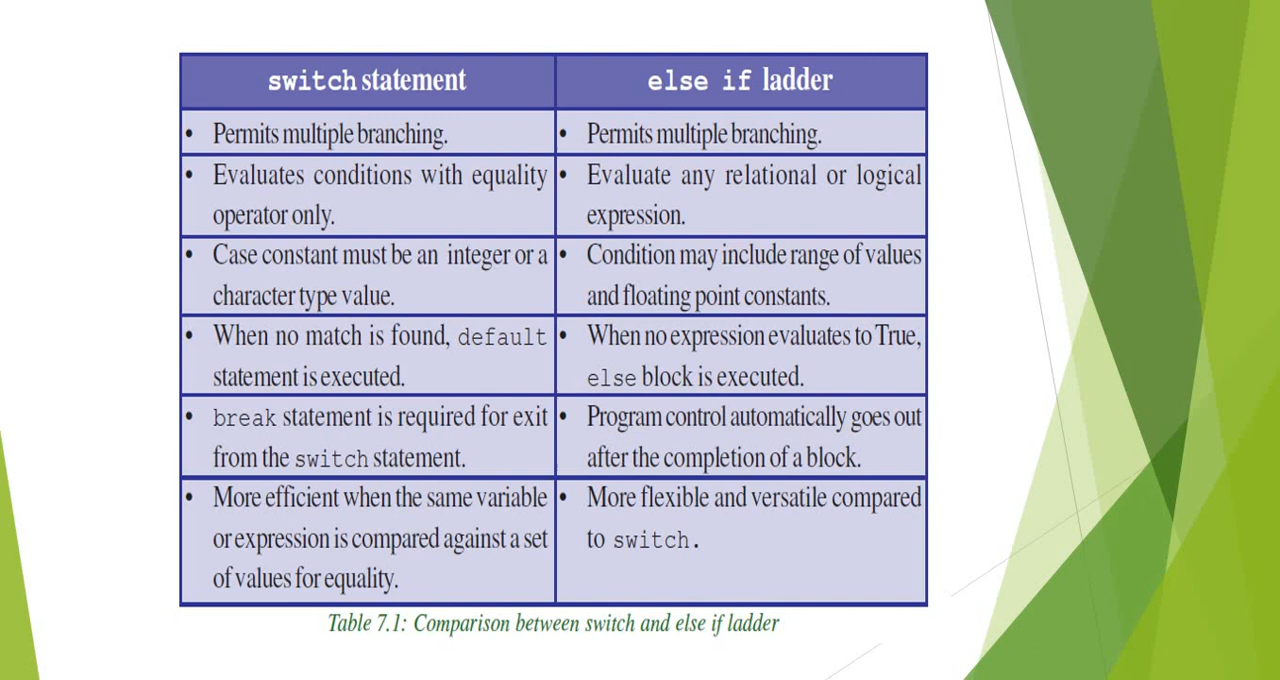 switch statement
else if ladder
• Permits multiple branching.
• Permits multiple branching.
• Evaluates conditions with equality
operator only.
• Evaluate any relational or logical
expression.
• Case constant must be an integer or a
character type value.
• Condition may include range of values
and floating point constants.
• When no match is found, default
statement is executed.
• When no expression evaluates to True,
else block is executed.
• break statement is required for exit
from the switch statement.
• Program control automatically goes out
after the completion of a block.
• More efficient when the same variable
or expression is compared against a set
of values for equality.
• More flexible and versatile compared
to switch.
Table 7.1: Comparison between switch and else if ladder